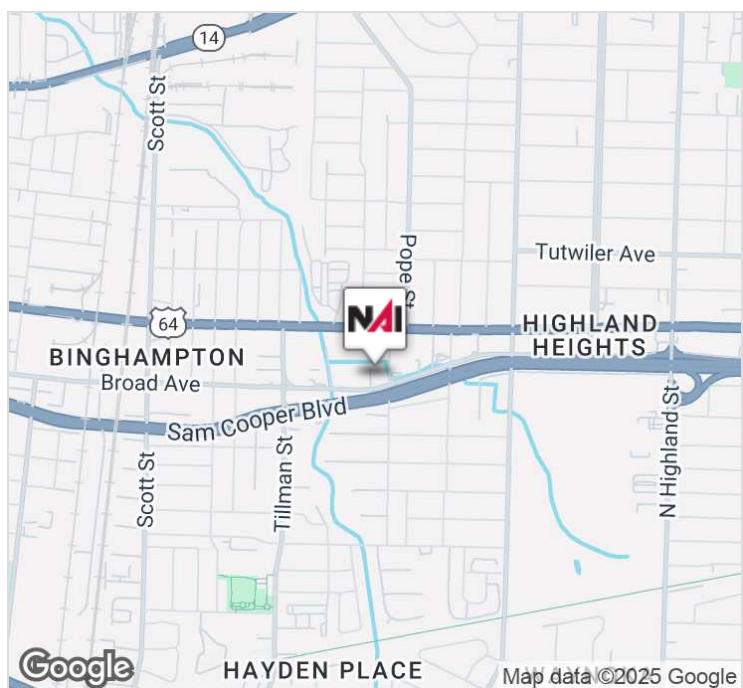 14
Scott St
Pope St
Tutwiler Ave
NAI
64
HIGHLAND
HEIGHTS
BINGHAMPTON
Broad Ave
Sam Cooper Blvd
N Highland St
Scott St
Tillman St
HAYDEN PLACE
Google
Map data ©2025 Google